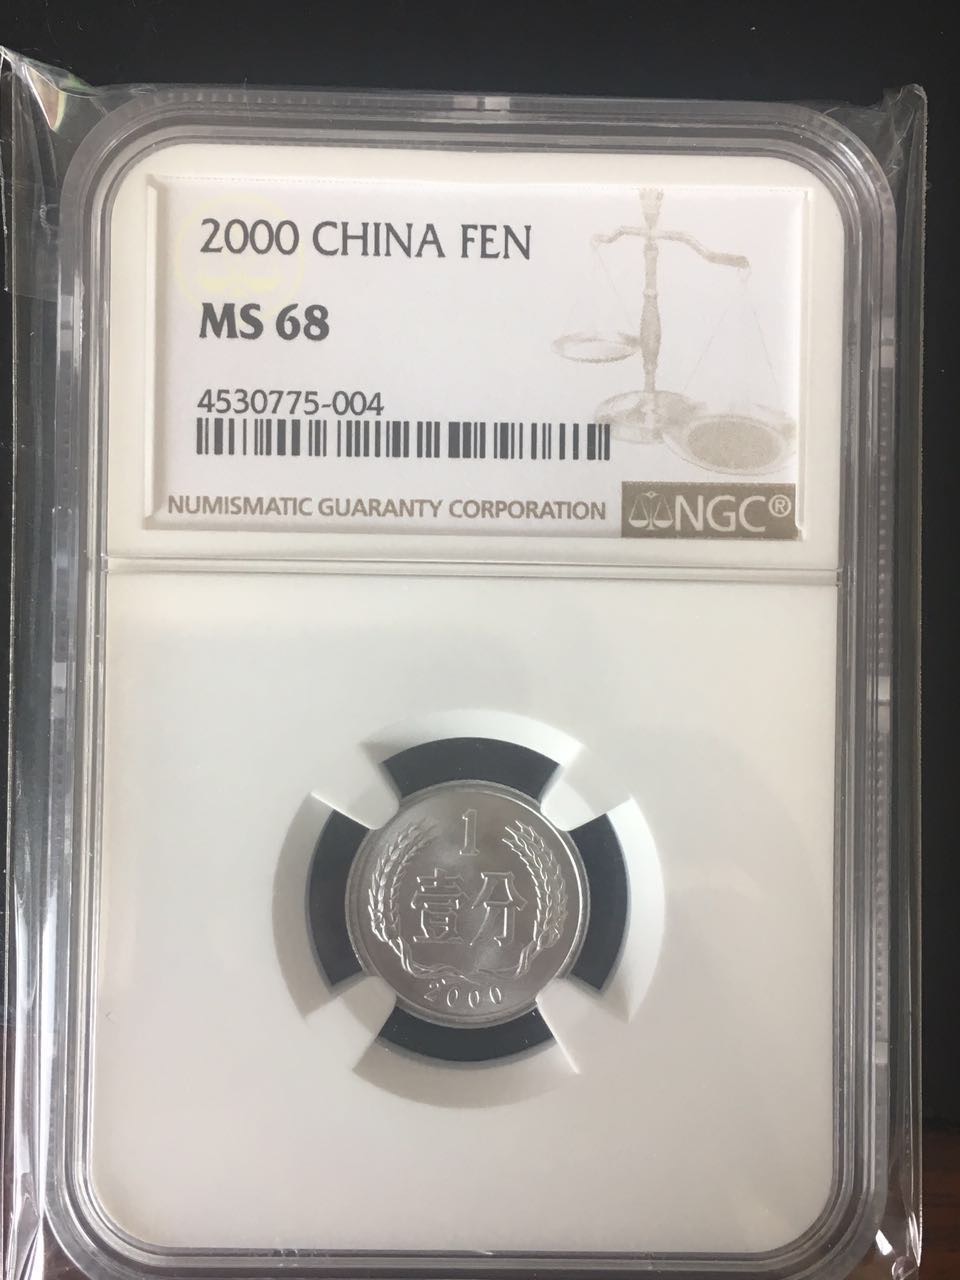 2000 CHINA FEN
MS 68
4530775-004
NUMISMATIC GUARANTY CORPORATION
NGC®
1
壹分
2000